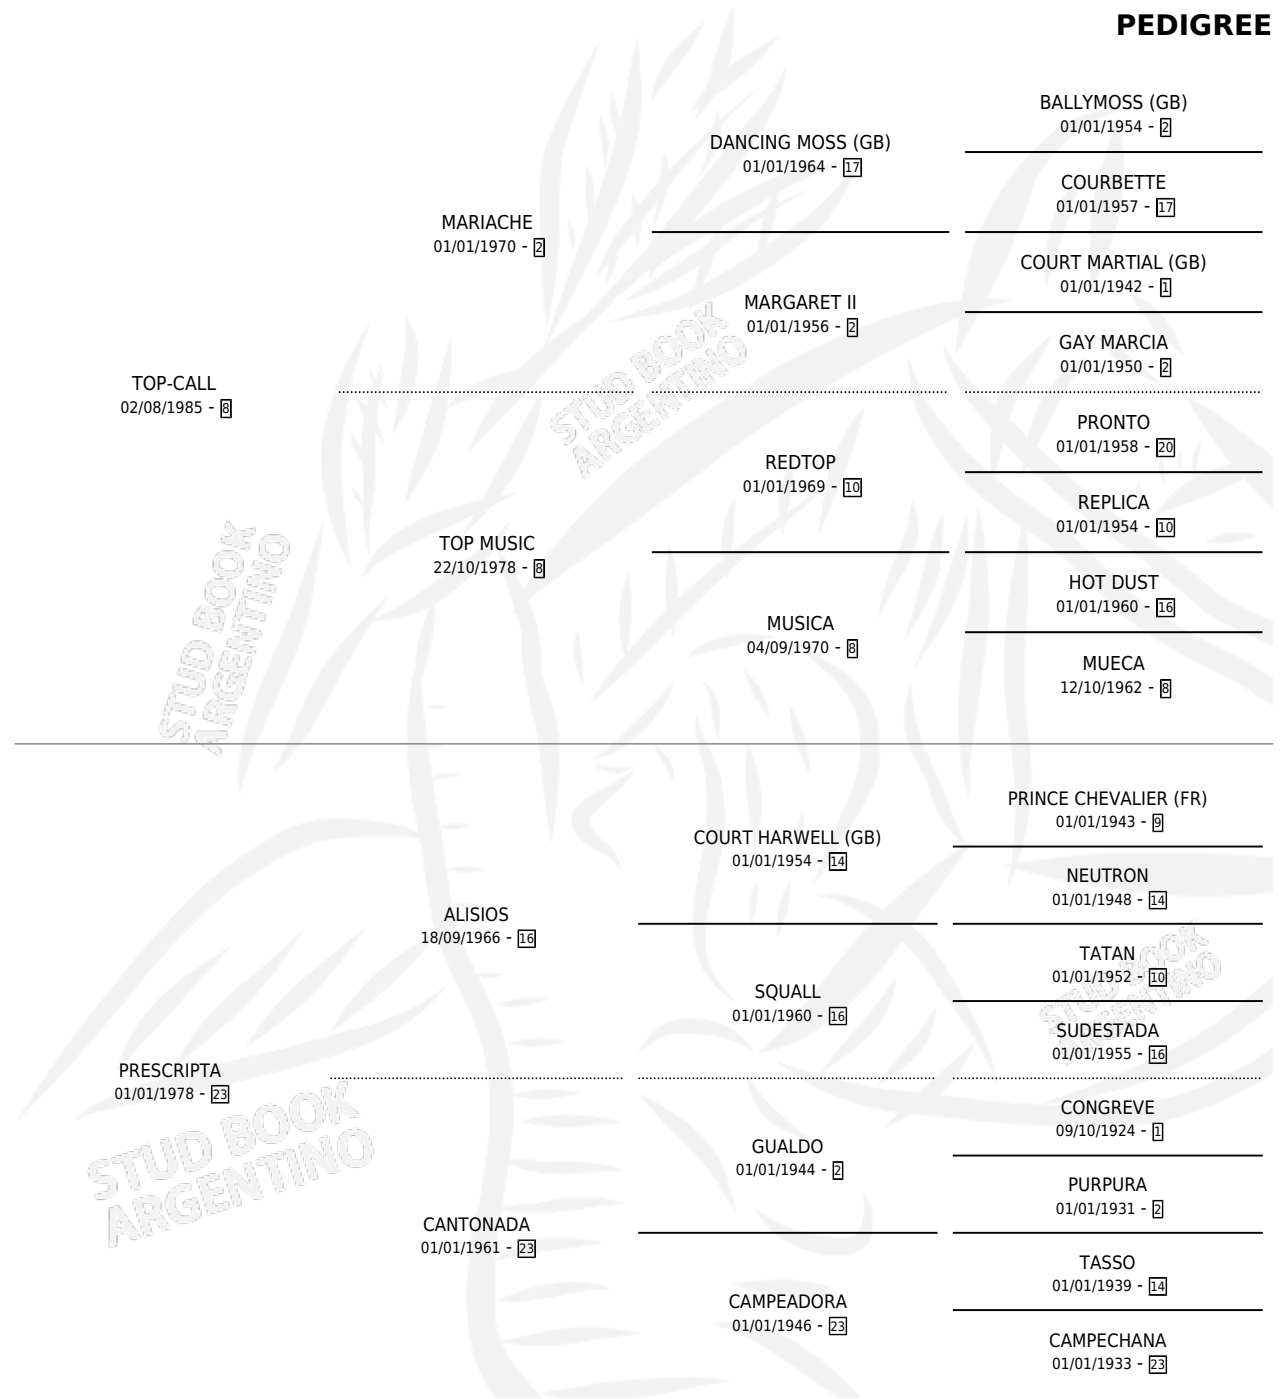 PEDIGREE
BALLYMOSS (GB)
01/01/1954 - 2
DANCING MOSS (GB)
01/01/1964 - 17
COURBETTE
01/01/1957 - 17
MARIACHE
01/01/1970 - 2
COURT MARTIAL (GB)
01/01/1942 - 1
MARGARET II
01/01/1956 - 2
GAY MARCIA
01/01/1950 - 2
TOP-CALL
02/08/1985 - 8
PRONTO
01/01/1958 - 20
REDTOP
01/01/1969 - 10
REPLICA
01/01/1954 - 10
TOP MUSIC
22/10/1978 - 8
HOT DUST
01/01/1960 - 16
MUSICA
04/09/1970 - 8
MUECA
12/10/1962 - 8
PRINCE CHEVALIER (FR)
01/01/1943 - 9
COURT HARWELL (GB)
01/01/1954 - 14
NEUTRON
01/01/1948 - 14
ALISIOS
18/09/1966 - 16
TATAN
01/01/1952 - 10
SQUALL
01/01/1960 - 16
SUDESTADA
01/01/1955 - 16
PRESCRIPTA
01/01/1978 - 23
CONGREVE
09/10/1924 - 1
GUALDO
01/01/1944 - 2
PURPURA
01/01/1931 - 2
CANTONADA
01/01/1961 - 23
TASSO
01/01/1939 - 14
CAMPEADORA
01/01/1946 - 23
CAMPECHANA
01/01/1933 - 23
STUD BOOK
ARGENTINO
STUD BOOK
ARGENTINO
STUD BOOK
ARGENTINO
STUD BOOK
ARGENTINO